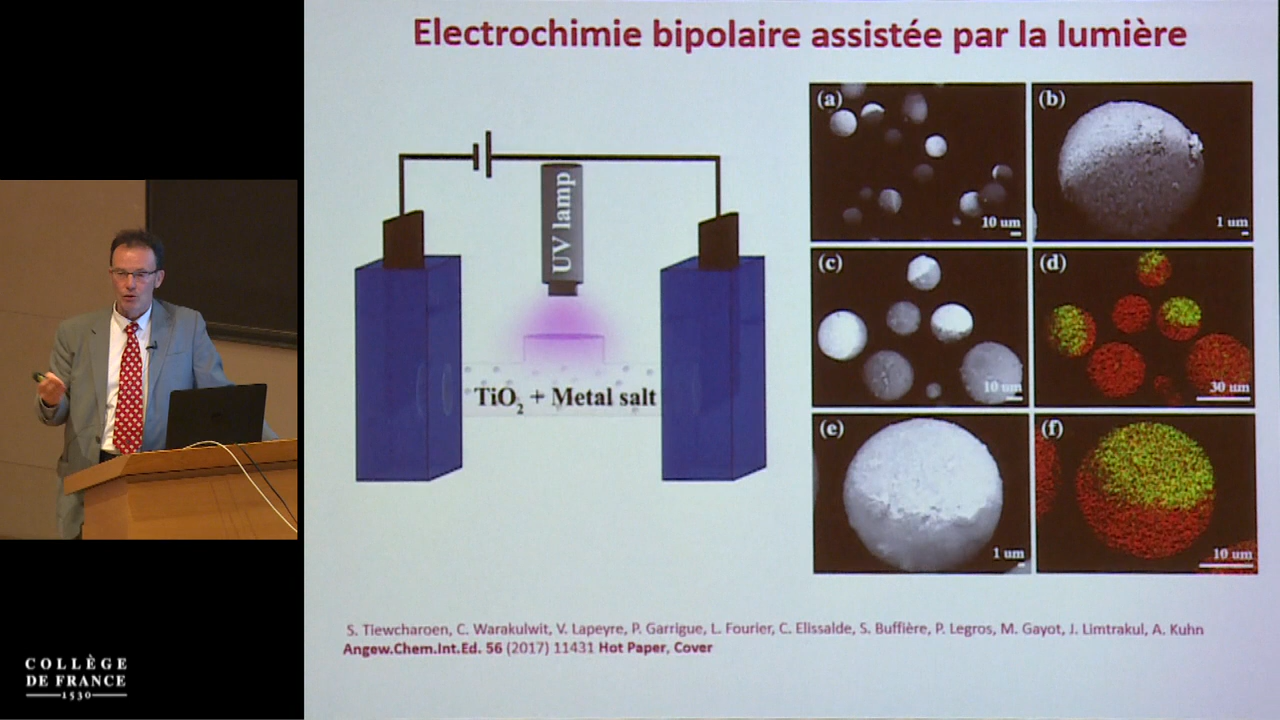 Electrochimie bipolaire assistée par la lumière
UV lamp
TiO₂ + Metal salt
(a)
10 um
(b)
1 um
(c)
10 um
(d)
30 um
(e)
1 um
(f)
10 um
S. Tiewcharoen, C. Warakulwit, V. Lapeyre, P. Garrigue, L. Fourier, C. Elissalde, S. Buffière, P. Legros, M. Gayot, J. Limtrakul, A. Kuhn
Angew.Chem.Int.Ed. 56 (2017) 11431 Hot Paper, Cover
COLLÈGE
DE FRANCE
1530